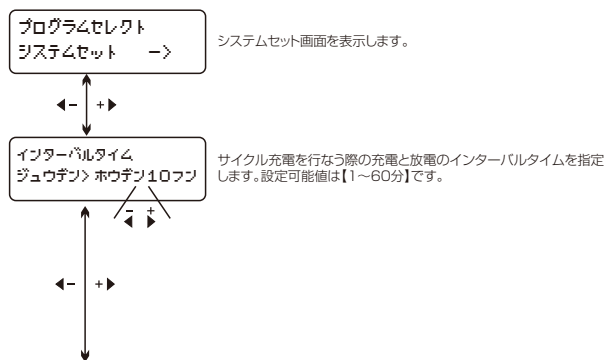 プログラムセレクト
システムセット ->
システムセット画面を表示します。
◀- +▶
インターバルタイム
ジュウデン>ホウデン10フン
サイクル充電を行なう際の充電と放電のインターバルタイムを指定
します。設定可能値は【1～60分】です。
- +
◀ ▶
◀- +▶